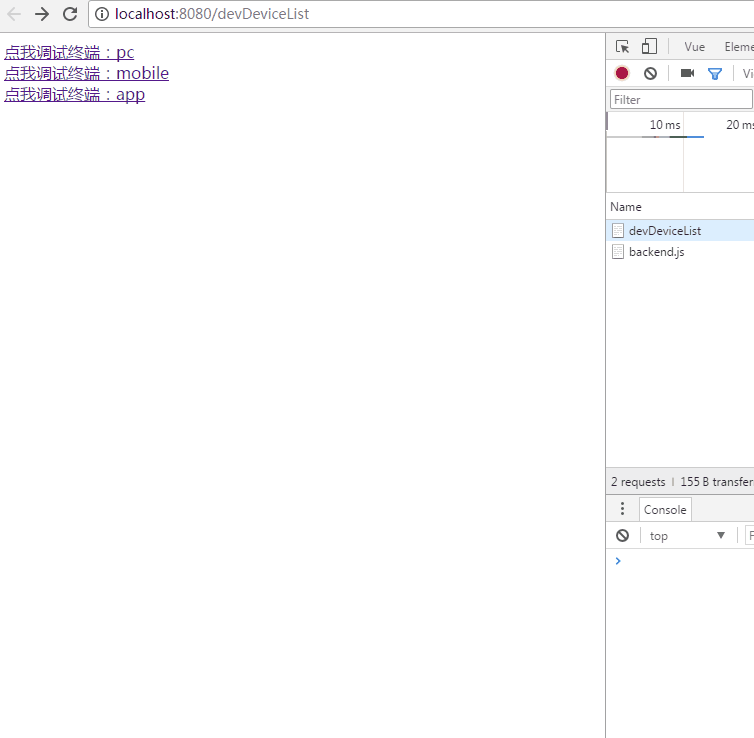 localhost:8080/devDeviceList
点我调试终端：pc
点我调试终端：mobile
点我调试终端：app
Vue Eleme
Vi
Filter
10 ms 20 ms
Name
devDeviceList
backend.js
2 requests | 155 B transfer
Console
top
F